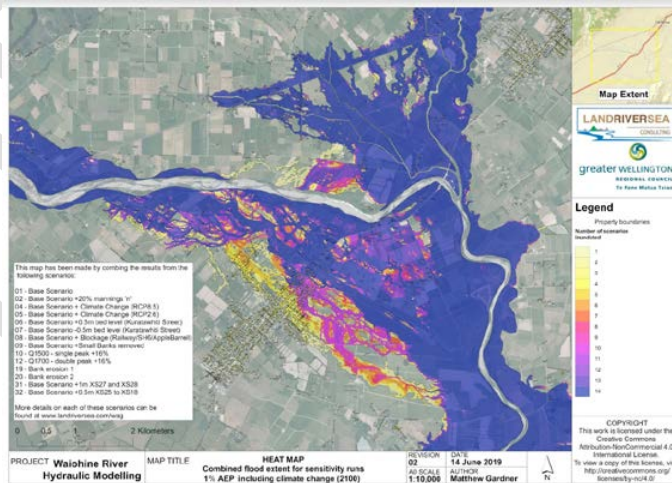 Map Extent
LANDRIVERSEA
CONSULTING
greater WELLINGTON
REGIONAL COUNCIL
Te Pane Matua Taiao
Legend
Property boundaries
Number of scenarios
inundated
1
2
3
4
5
6
7
8
9
10
11
12
13
14
This map has been made by combing the results from the
following scenarios:
01 - Base Scenario
02 - Base Scenario +20% mannings 'n'
04 - Base Scenario + Climate Change (RCP8.5)
05 - Base Scenario + Climate Change (RCP2.6)
06 - Base Scenario +0.5m bed level (Kuratawhiti Street)
07 - Base Scenario -0.5m bed level (Kuratawhiti Street)
08 - Base Scenario + Blockage (Railway/SH2/AppleBarrel)
09 - Base Scenario +Small Banks removed
10 - Q1500 - single peak +16%
12 - Q1700 - double peak +16%
19 - Bank erosion 1
20 - Bank erosion 2
31 - Base Scenario +1m XS27 and XS28
32 - Base Scenario +0.5m XS25 to XS18
More details on each of these scenarios can be
found at www.landriversea.com/wag
0 0.5 1 2 Kilometers
PROJECT Waiohine River
Hydraulic Modelling
MAP TITLE
HEAT MAP
Combined flood extent for sensitivity runs
1% AEP including climate change (2100)
REVISION
02
DATE
14 June 2019
A0 SCALE
1:10,000
AUTHOR
Matthew Gardner
N
COPYRIGHT
This work is licensed under the
Creative Commons
Attribution-NonCommercial 4.0
International License.
To view a copy of this license, vi
http://creativecommons.org/
licenses/by-nc/4.0/